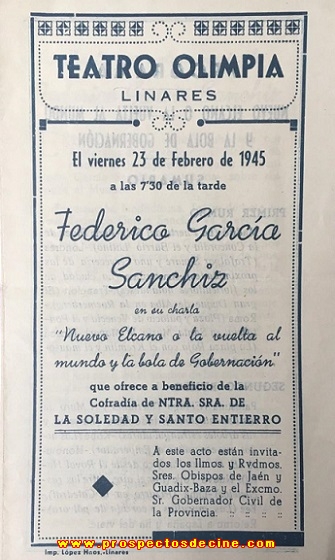 TEATRO OLIMPIA
LINARES
El viernes 23 de febrero de 1945
a las 7'30 de la tarde
Federico García
Sanchiz
en su charla
"Nuevo Elcano o la vuelta al
mundo y la bola de Gobernación"
que ofrece a beneficio de la
Cofradía de NTRA. SRA. DE
LA SOLEDAD Y SANTO ENTIERRO
A este acto están invita-
dos los Ilmos. y Rvdmos.
Sres. Obispos de Jaén y
Guadix-Baza y el Excmo.
Sr. Gobernador Civil de
la Provincia.
Imp. López Hnos.-Linares
www.prospectosdecine.com